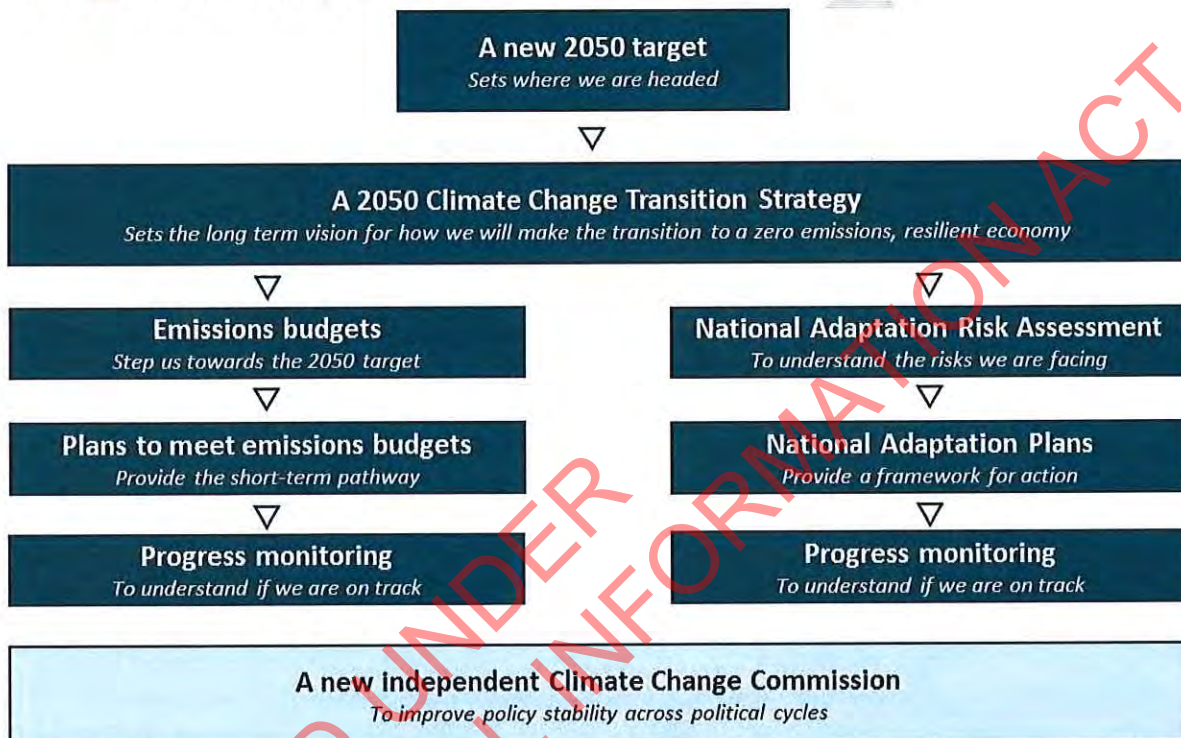 A new 2050 target
Sets where we are headed
A 2050 Climate Change Transition Strategy
Sets the long term vision for how we will make the transition to a zero emissions, resilient economy
Emissions budgets
Step us towards the 2050 target
National Adaptation Risk Assessment
To understand the risks we are facing
Plans to meet emissions budgets
Provide the short-term pathway
National Adaptation Plans
Provide a framework for action
Progress monitoring
To understand if we are on track
Progress monitoring
To understand if we are on track
A new independent Climate Change Commission
To improve policy stability across political cycles
UNDER
INFORMATION ACT